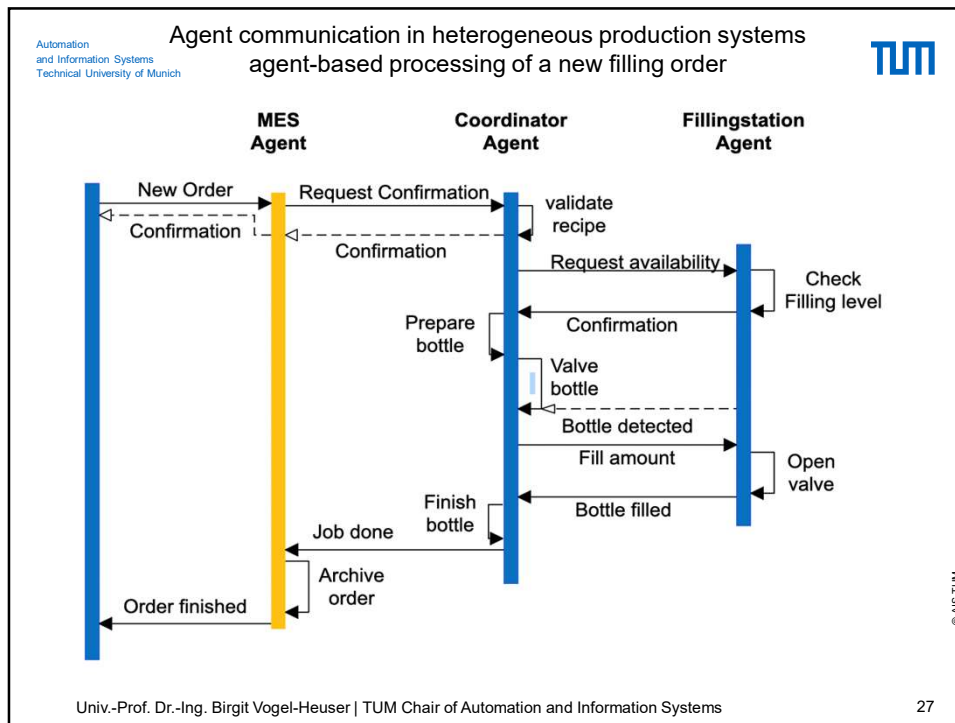 Automation
and Information Systems
Technical University of Munich
Agent communication in heterogeneous production systems
agent-based processing of a new filling order
TUM
MES
Agent
Coordinator
Agent
Fillingstation
Agent
New Order
Request Confirmation
validate
recipe
Confirmation
Confirmation
Request availability
Check
Filling level
Prepare
bottle
Confirmation
Valve
bottle
Bottle detected
Fill amount
Open
valve
Finish
bottle
Bottle filled
Job done
Archive
order
Order finished
© AIS TUM
Univ.-Prof. Dr.-Ing. Birgit Vogel-Heuser | TUM Chair of Automation and Information Systems
27